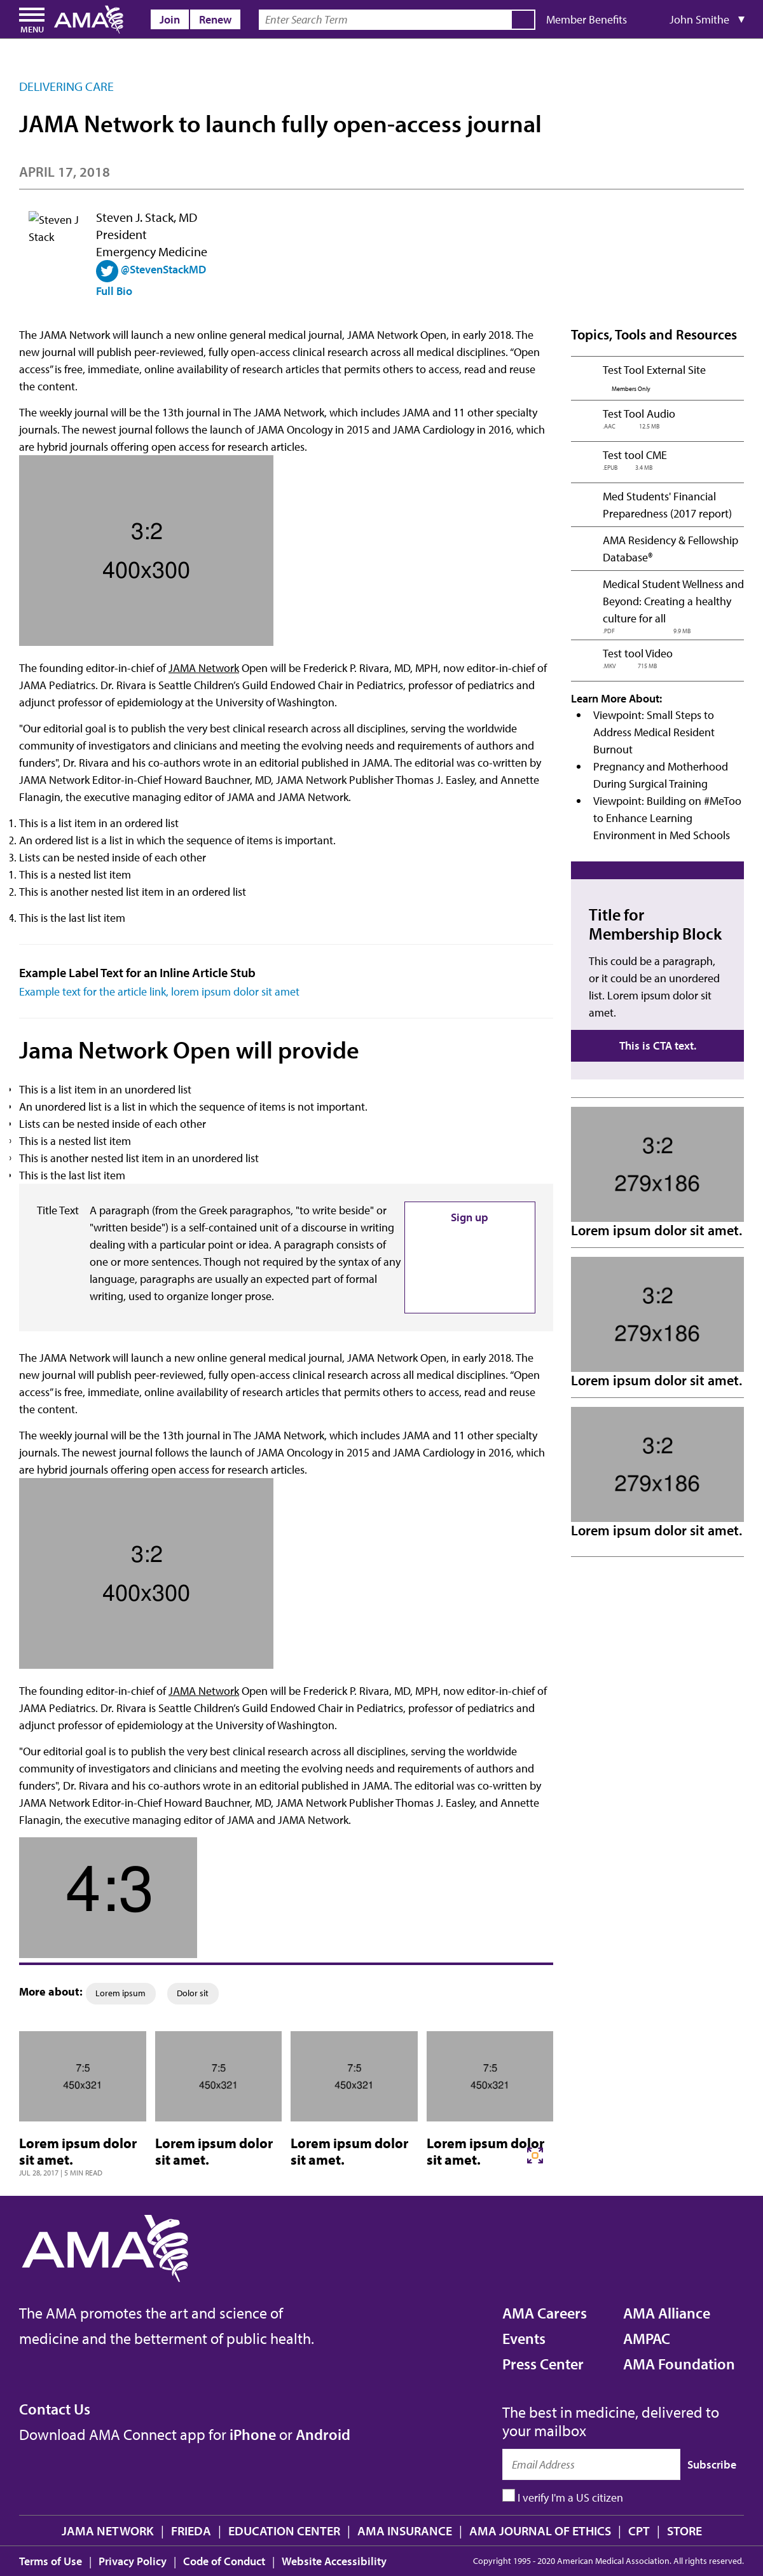 MENU
AMA
Join
Renew
Enter Search Term
Member Benefits
John Smithe ▼
DELIVERING CARE
JAMA Network to launch fully open-access journal
APRIL 17, 2018
Steven J
Stack
Steven J. Stack, MD
President
Emergency Medicine
@StevenStackMD
Full Bio
The JAMA Network will launch a new online general medical journal, JAMA Network Open, in early 2018. The
new journal will publish peer-reviewed, fully open-access clinical research across all medical disciplines. “Open
access” is free, immediate, online availability of research articles that permits others to access, read and reuse
the content.
The weekly journal will be the 13th journal in The JAMA Network, which includes JAMA and 11 other specialty
journals. The newest journal follows the launch of JAMA Oncology in 2015 and JAMA Cardiology in 2016, which
are hybrid journals offering open access for research articles.
3:2
400x300
The founding editor-in-chief of JAMA Network Open will be Frederick P. Rivara, MD, MPH, now editor-in-chief of
JAMA Pediatrics. Dr. Rivara is Seattle Children’s Guild Endowed Chair in Pediatrics, professor of pediatrics and
adjunct professor of epidemiology at the University of Washington.
"Our editorial goal is to publish the very best clinical research across all disciplines, serving the worldwide
community of investigators and clinicians and meeting the evolving needs and requirements of authors and
funders", Dr. Rivara and his co-authors wrote in an editorial published in JAMA. The editorial was co-written by
JAMA Network Editor-in-Chief Howard Bauchner, MD, JAMA Network Publisher Thomas J. Easley, and Annette
Flanagin, the executive managing editor of JAMA and JAMA Network.
1. This is a list item in an ordered list
2. An ordered list is a list in which the sequence of items is important.
3. Lists can be nested inside of each other
1. This is a nested list item
2. This is another nested list item in an ordered list
4. This is the last list item
Example Label Text for an Inline Article Stub
Example text for the article link, lorem ipsum dolor sit amet
Jama Network Open will provide
This is a list item in an unordered list
An unordered list is a list in which the sequence of items is not important.
Lists can be nested inside of each other
This is a nested list item
This is another nested list item in an unordered list
This is the last list item
Title Text
A paragraph (from the Greek paragraphos, "to write beside" or
"written beside") is a self-contained unit of a discourse in writing
dealing with a particular point or idea. A paragraph consists of
one or more sentences. Though not required by the syntax of any
language, paragraphs are usually an expected part of formal
writing, used to organize longer prose.
Sign up
The JAMA Network will launch a new online general medical journal, JAMA Network Open, in early 2018. The
new journal will publish peer-reviewed, fully open-access clinical research across all medical disciplines. “Open
access” is free, immediate, online availability of research articles that permits others to access, read and reuse
the content.
The weekly journal will be the 13th journal in The JAMA Network, which includes JAMA and 11 other specialty
journals. The newest journal follows the launch of JAMA Oncology in 2015 and JAMA Cardiology in 2016, which
are hybrid journals offering open access for research articles.
3:2
400x300
The founding editor-in-chief of JAMA Network Open will be Frederick P. Rivara, MD, MPH, now editor-in-chief of
JAMA Pediatrics. Dr. Rivara is Seattle Children’s Guild Endowed Chair in Pediatrics, professor of pediatrics and
adjunct professor of epidemiology at the University of Washington.
"Our editorial goal is to publish the very best clinical research across all disciplines, serving the worldwide
community of investigators and clinicians and meeting the evolving needs and requirements of authors and
funders", Dr. Rivara and his co-authors wrote in an editorial published in JAMA. The editorial was co-written by
JAMA Network Editor-in-Chief Howard Bauchner, MD, JAMA Network Publisher Thomas J. Easley, and Annette
Flanagin, the executive managing editor of JAMA and JAMA Network.
4:3
More about: Lorem ipsum Dolor sit
7:5
450x321
Lorem ipsum dolor
sit amet.
JUL 28, 2017 | 5 MIN READ
7:5
450x321
Lorem ipsum dolor
sit amet.
7:5
450x321
Lorem ipsum dolor
sit amet.
7:5
450x321
Lorem ipsum dolor
sit amet.
Topics, Tools and Resources
Test Tool External Site
Members Only
Test Tool Audio
.AAC 12.5 MB
Test tool CME
.EPUB 3.4 MB
Med Students' Financial
Preparedness (2017 report)
AMA Residency & Fellowship
Database®
Medical Student Wellness and
Beyond: Creating a healthy
culture for all
.PDF 9.9 MB
Test tool Video
.MKV 715 MB
Learn More About:
• Viewpoint: Small Steps to
Address Medical Resident
Burnout
• Pregnancy and Motherhood
During Surgical Training
• Viewpoint: Building on #MeToo
to Enhance Learning
Environment in Med Schools
Title for
Membership Block
This could be a paragraph,
or it could be an unordered
list. Lorem ipsum dolor sit
amet.
This is CTA text.
3:2
279x186
Lorem ipsum dolor sit amet.
3:2
279x186
Lorem ipsum dolor sit amet.
3:2
279x186
Lorem ipsum dolor sit amet.
AMA
The AMA promotes the art and science of
medicine and the betterment of public health.
AMA Careers
Events
Press Center
AMA Alliance
AMPAC
AMA Foundation
Contact Us
Download AMA Connect app for iPhone or Android
The best in medicine, delivered to
your mailbox
Email Address
Subscribe
I verify I'm a US citizen
JAMA NETWORK | FRIEDA | EDUCATION CENTER | AMA INSURANCE | AMA JOURNAL OF ETHICS | CPT | STORE
Terms of Use | Privacy Policy | Code of Conduct | Website Accessibility
Copyright 1995 - 2020 American Medical Association. All rights reserved.